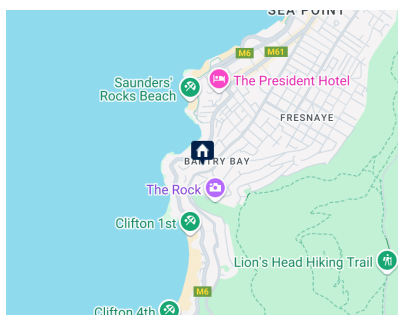 SEA POINT
M6
M61
Saunders'
Rocks Beach
The President Hotel
FRESNAYE
BANTRY BAY
The Rock
Clifton 1st
Lion's Head Hiking Trail
M6
Clifton 4th